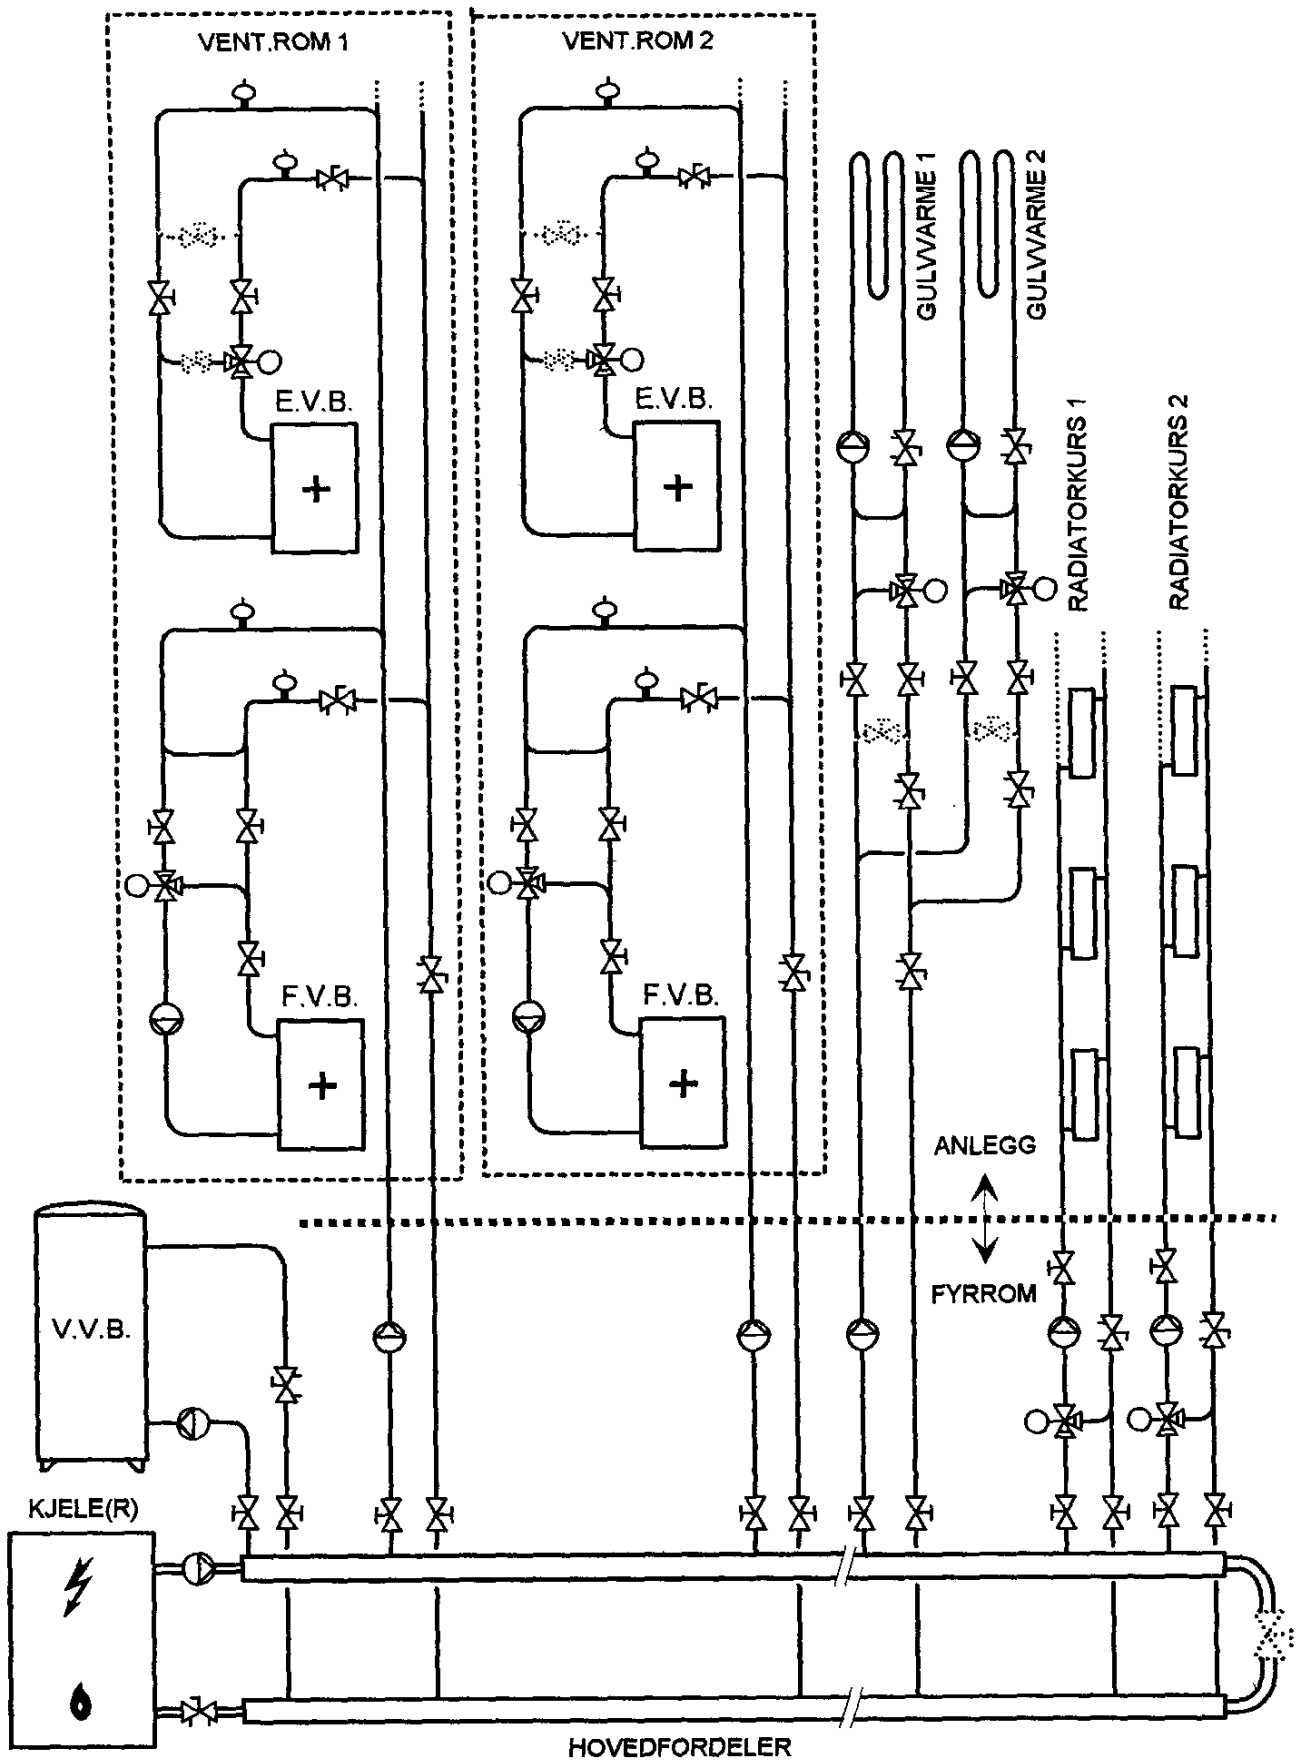 VENT.ROM 1
VENT.ROM 2
GULVVARME 1
GULVVARME 2
E.V.B.
E.V.B.
RADIATORKURS 1
RADIATORKURS 2
F.V.B.
F.V.B.
ANLEGG
FYRROM
V.V.B.
KJELE(R)
HOVEDFORDELER